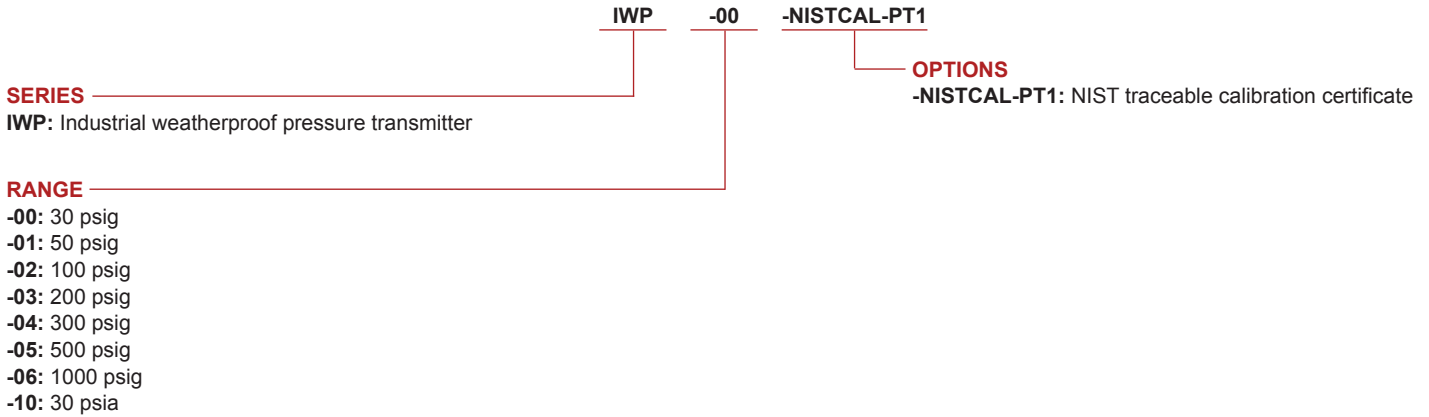 IWP -00 -NISTCAL-PT1
OPTIONS
-NISTCAL-PT1: NIST traceable calibration certificate
SERIES
IWP: Industrial weatherproof pressure transmitter
RANGE
-00: 30 psig
-01: 50 psig
-02: 100 psig
-03: 200 psig
-04: 300 psig
-05: 500 psig
-06: 1000 psig
-10: 30 psia